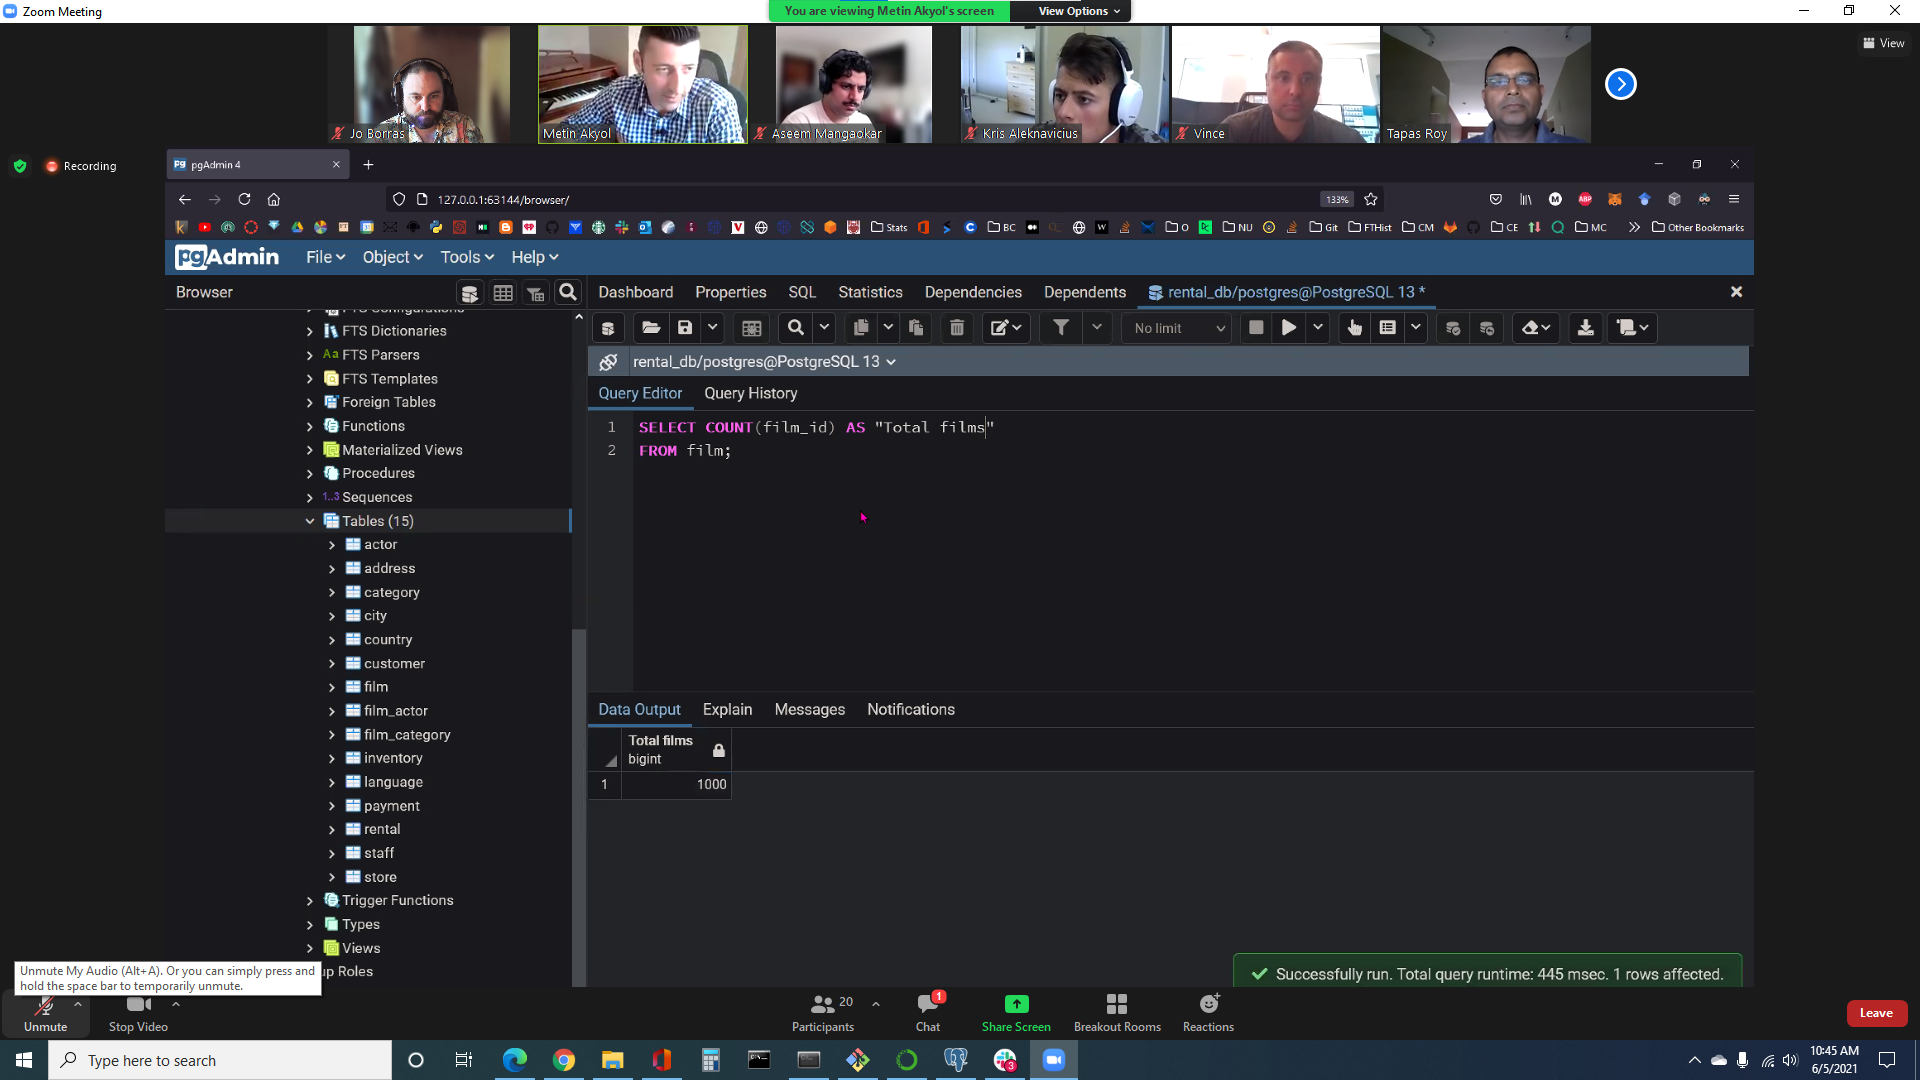 Zoom Meeting
You are viewing Metin Akyol's screen
View Options
View
Jo Borras
Metin Akyol
Aseem Mangaokar
Kris Aleknavicius
Vince
Tapas Roy
Recording
pgAdmin 4
127.0.0.1:63144/browser/
133%
Stats
BC
O
NU
Git
FTHist
CM
CE
MC
Other Bookmarks
pgAdmin
File
Object
Tools
Help
Browser
Dashboard
Properties
SQL
Statistics
Dependencies
Dependents
rental_db/postgres@PostgreSQL 13 *
No limit
rental_db/postgres@PostgreSQL 13
Query Editor
Query History
1 SELECT COUNT(film_id) AS "Total films"
2 FROM film;
FTS Dictionaries
Aa FTS Parsers
FTS Templates
Foreign Tables
Functions
Materialized Views
Procedures
1..3 Sequences
Tables (15)
actor
address
category
city
country
customer
film
film_actor
film_category
inventory
language
payment
rental
staff
store
Trigger Functions
Types
Views
up Roles
Data Output
Explain
Messages
Notifications
Total films
bigint
1 1000
Successfully run. Total query runtime: 445 msec. 1 rows affected.
Unmute My Audio (Alt+A). Or you can simply press and
hold the space bar to temporarily unmute.
Unmute
Stop Video
20
Participants
1
Chat
Share Screen
Breakout Rooms
Reactions
Leave
Type here to search
3
10:45 AM
6/5/2021